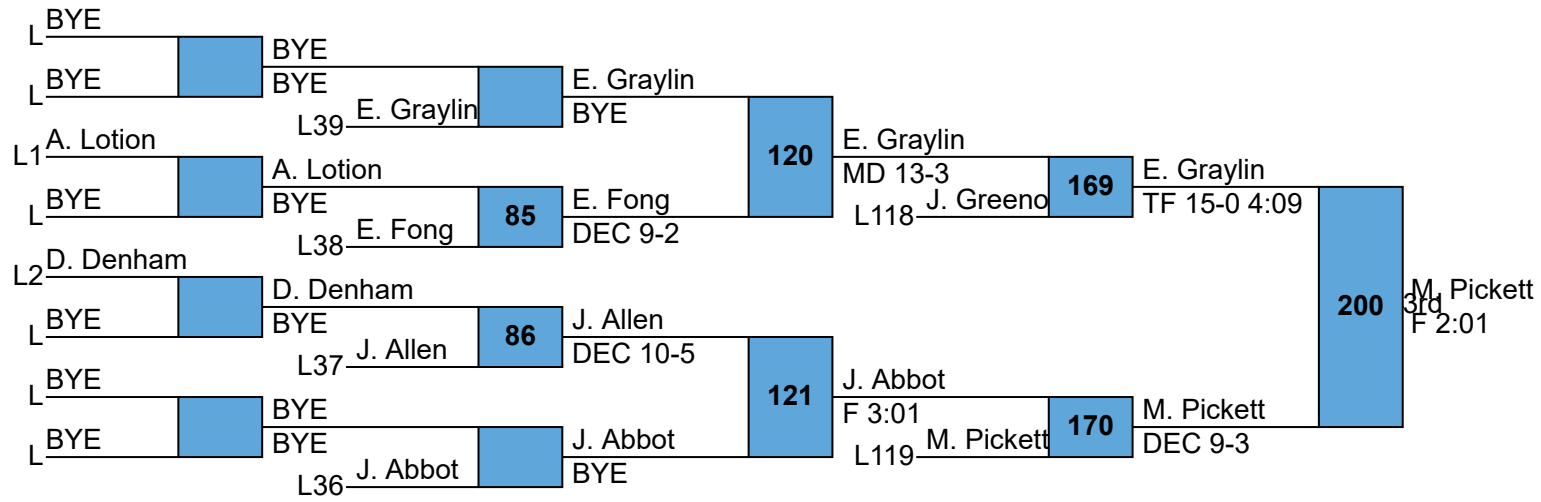 BYE
L
BYE
BYE
BYE
L
E. Graylin
L39
E. Graylin
BYE
A. Lotion
L1
A. Lotion
BYE
BYE
L
E. Fong
L38
85
E. Fong
DEC 9-2
120
E. Graylin
MD 13-3
J. Greeno
L118
169
E. Graylin
TF 15-0 4:09
D. Denham
L2
D. Denham
BYE
BYE
L
J. Allen
L37
86
J. Allen
DEC 10-5
BYE
L
BYE
BYE
BYE
L
J. Abbot
L36
J. Abbot
BYE
121
J. Abbot
F 3:01
M. Pickett
L119
170
M. Pickett
DEC 9-3
200
M. Pickett
3rd
F 2:01